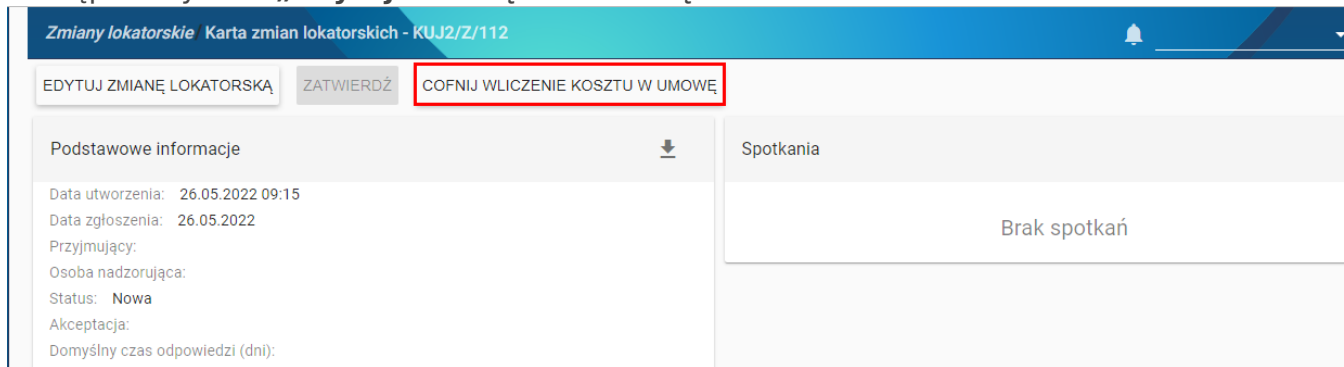 Zmiany lokatorskie / Karta zmian lokatorskich - KUJ2/Z/112
EDYTUJ ZMIANĘ LOKATORSKĄ ZATWIERDŹ COFNIJ WLICZENIE KOSZTU W UMOWĘ
Podstawowe informacje
Data utworzenia: 26.05.2022 09:15
Data zgłoszenia: 26.05.2022
Przyjmujący:
Osoba nadzorująca:
Status: Nowa
Akceptacja:
Domyślny czas odpowiedzi (dni):
Spotkania
Brak spotkań